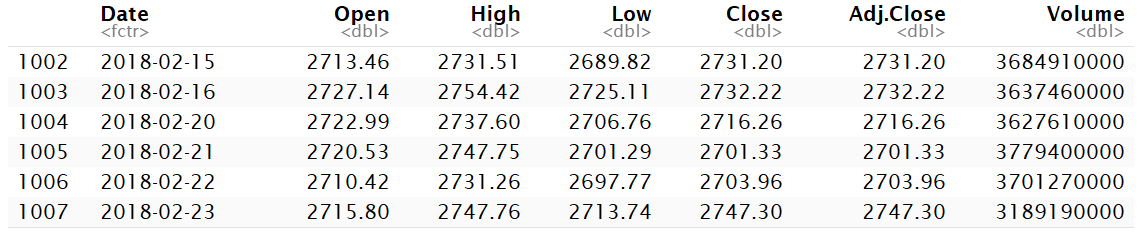 Date Open High Low Close Adj.Close Volume
<fctr> <dbl> <dbl> <dbl> <dbl> <dbl> <dbl>
1002 2018-02-15 2713.46 2731.51 2689.82 2731.20 2731.20 3684910000
1003 2018-02-16 2727.14 2754.42 2725.11 2732.22 2732.22 3637460000
1004 2018-02-20 2722.99 2737.60 2706.76 2716.26 2716.26 3627610000
1005 2018-02-21 2720.53 2747.75 2701.29 2701.33 2701.33 3779400000
1006 2018-02-22 2710.42 2731.26 2697.77 2703.96 2703.96 3701270000
1007 2018-02-23 2715.80 2747.76 2713.74 2747.30 2747.30 3189190000